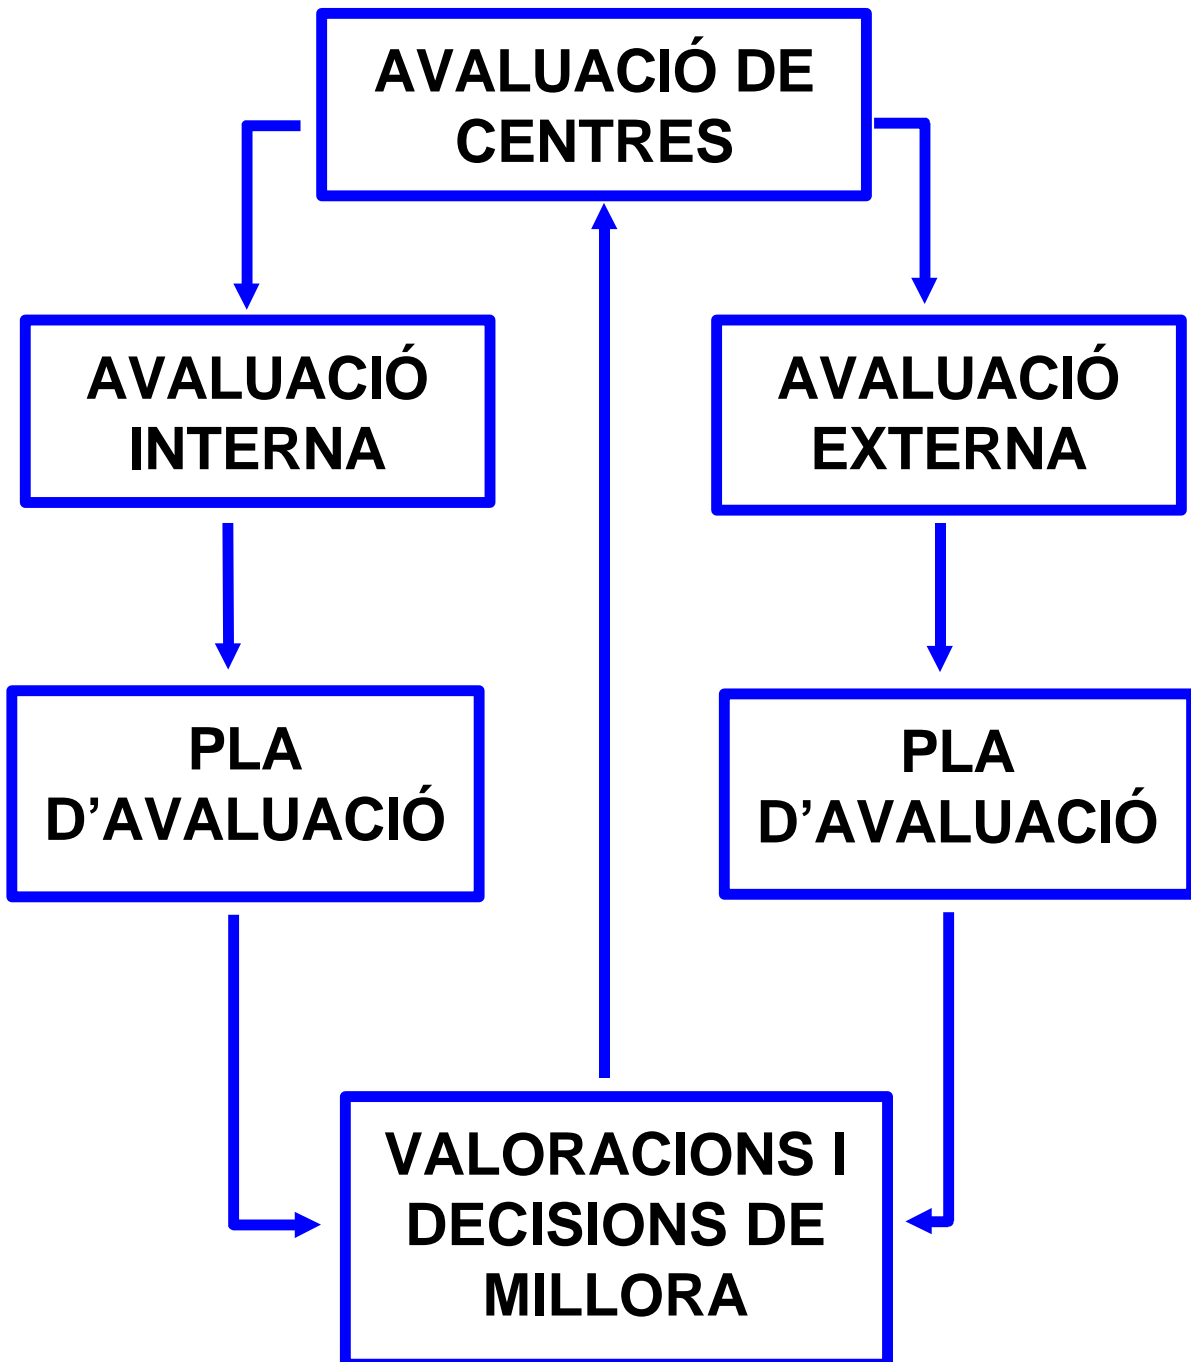 AVALUACIÓ DE
CENTRES
AVALUACIÓ
INTERNA
AVALUACIÓ
EXTERNA
PLA
D’AVALUACIÓ
PLA
D’AVALUACIÓ
VALORACIONS I
DECISIONS DE
MILLORA